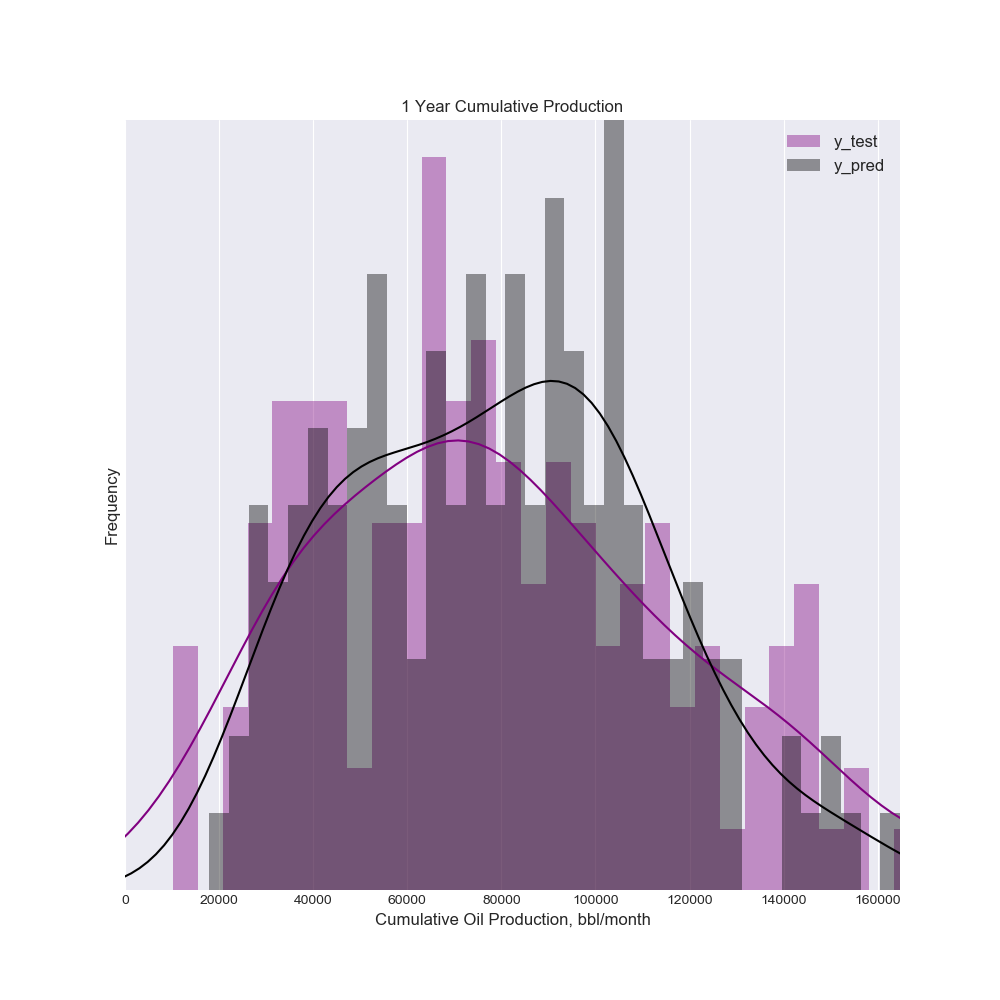 1 Year Cumulative Production
y_test
y_pred
Frequency
0 20000 40000 60000 80000 100000 120000 140000 160000
Cumulative Oil Production, bbl/month